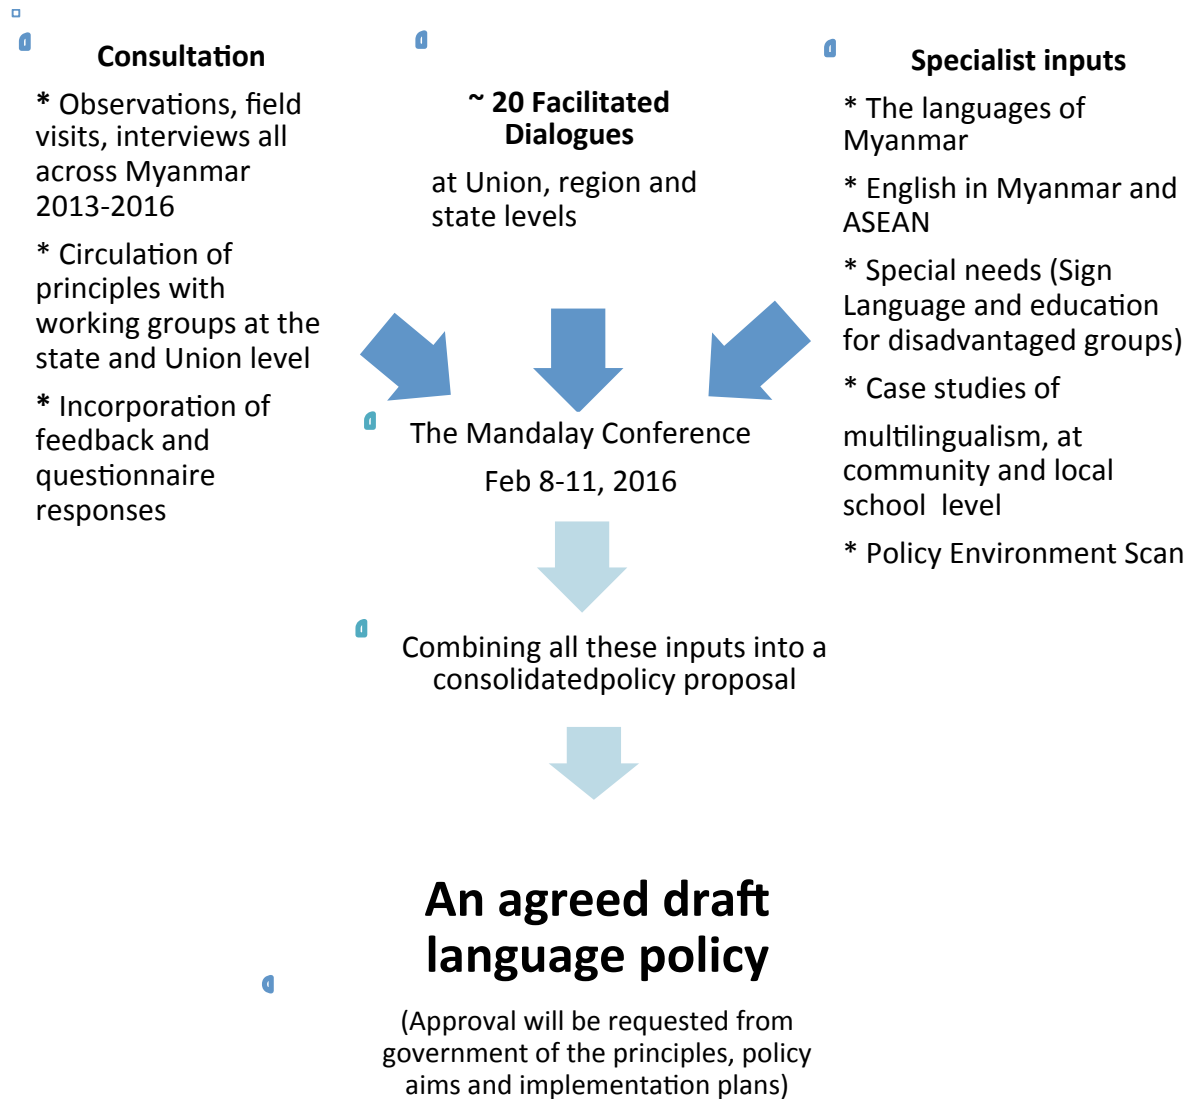 Consultation
* Observations, field
visits, interviews all
across Myanmar
2013-2016
* Circulation of
principles with
working groups at the
state and Union level
* Incorporation of
feedback and
questionnaire
responses
~ 20 Facilitated
Dialogues
at Union, region and
state levels
Specialist inputs
* The languages of
Myanmar
* English in Myanmar and
ASEAN
* Special needs (Sign
Language and education
for disadvantaged groups)
* Case studies of
multilingualism, at
community and local
school level
* Policy Environment Scan
The Mandalay Conference
Feb 8-11, 2016
Combining all these inputs into a
consolidatedpolicy proposal
An agreed draft
language policy
(Approval will be requested from
government of the principles, policy
aims and implementation plans)